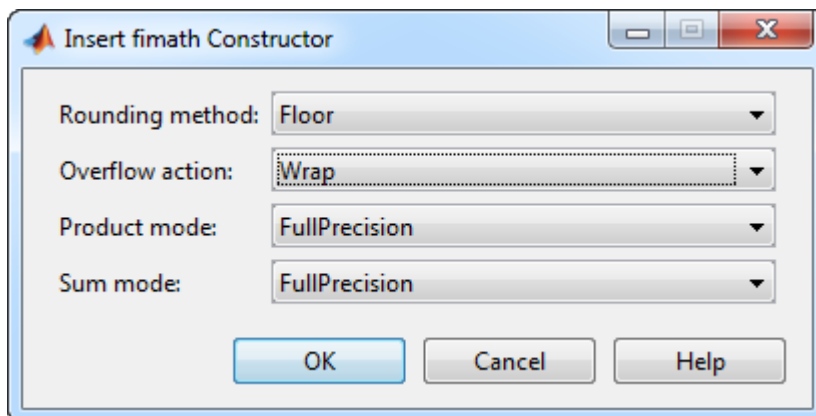 Insert fimath Constructor
Rounding method: Floor
Overflow action: Wrap
Product mode: FullPrecision
Sum mode: FullPrecision
OK Cancel Help